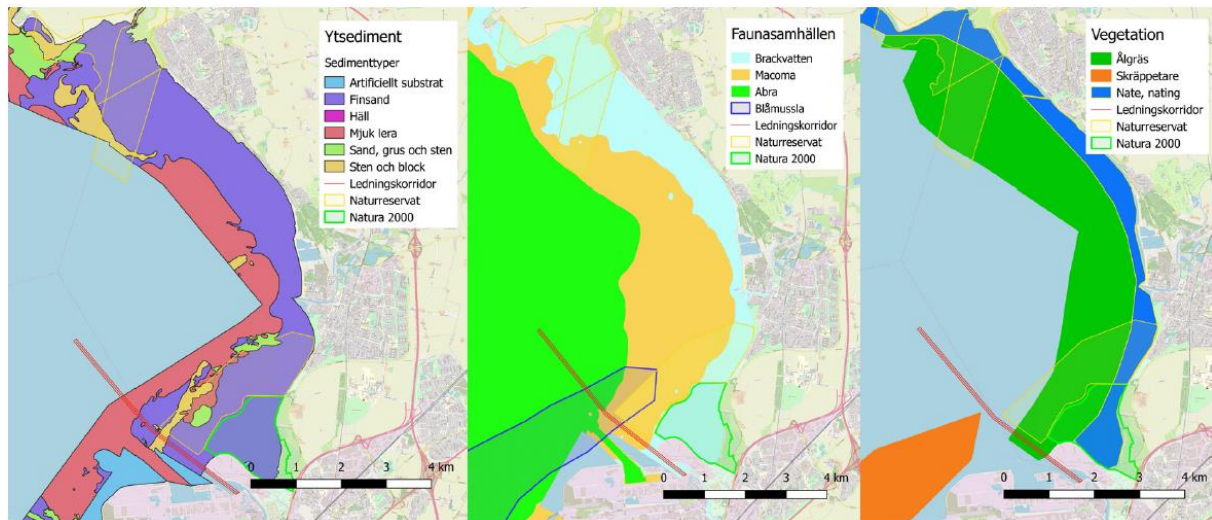 Ytsediment
Sedimenttyper
Artificiellt substrat
Finsand
Häll
Mjuk lera
Sand, grus och sten
Sten och block
Ledningskorridor
Naturreservat
Natura 2000
0 1 2 3 4 km
Faunasamhällen
Brackvatten
Macoma
Abra
Blåmussla
Ledningskorridor
Naturreservat
Natura 2000
0 1 2 3 4 km
Vegetation
Ålgräs
Skräppetare
Nate, nating
Ledningskorridor
Naturreservat
Natura 2000
0 1 2 3 4 km